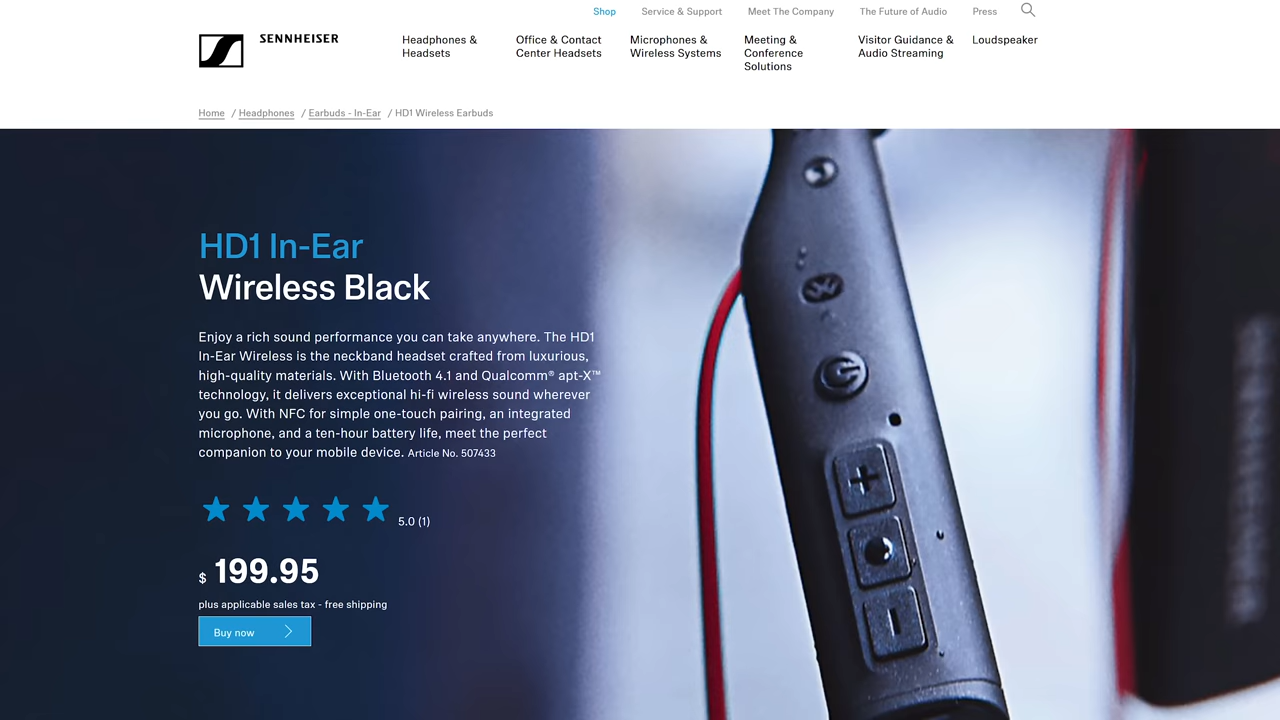 Shop Service & Support Meet The Company The Future of Audio Press
SENNHEISER
Headphones &
Headsets
Office & Contact
Center Headsets
Microphones &
Wireless Systems
Meeting &
Conference
Solutions
Visitor Guidance &
Audio Streaming
Loudspeaker
Home / Headphones / Earbuds - In-Ear / HD1 Wireless Earbuds
HD1 In-Ear
Wireless Black
Enjoy a rich sound performance you can take anywhere. The HD1
In-Ear Wireless is the neckband headset crafted from luxurious,
high-quality materials. With Bluetooth 4.1 and Qualcomm® apt-X™
technology, it delivers exceptional hi-fi wireless sound wherever
you go. With NFC for simple one-touch pairing, an integrated
microphone, and a ten-hour battery life, meet the perfect
companion to your mobile device. Article No. 507433
5.0 (1)
$ 199.95
plus applicable sales tax - free shipping
Buy now